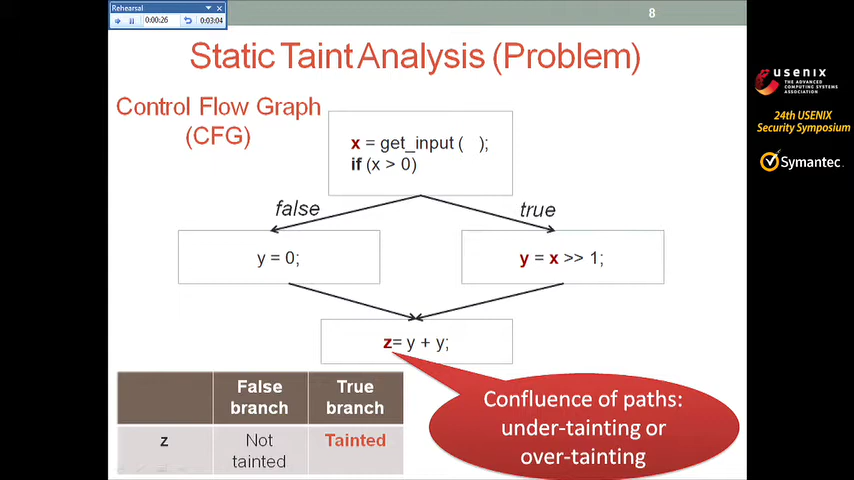 Rehearsal
0:00:26
0:03:04
8
Static Taint Analysis (Problem)
Control Flow Graph
(CFG)
x = get_input ( );
if (x > 0)
false
true
y = 0;
y = x >> 1;
z= y + y;
False
branch
True
branch
z
Not
tainted
Tainted
Confluence of paths:
under-tainting or
over-tainting
usenix
THE ADVANCED
COMPUTING SYSTEMS
ASSOCIATION
24th USENIX
Security Symposium
Symantec.